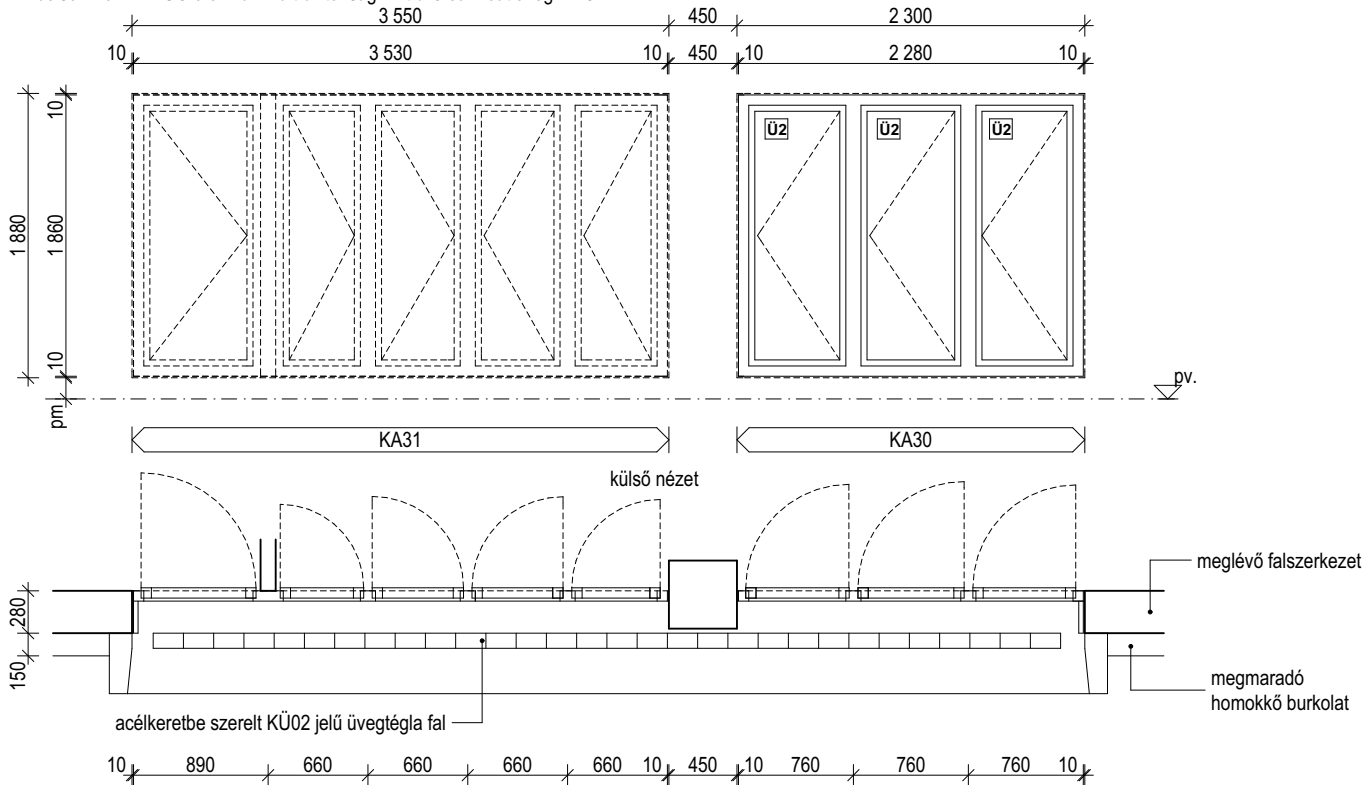 3 550 450 2 300
10 3 530 10 450 10 2 280 10
10
1 880
1 860
10
pm
Ü2 Ü2 Ü2
pv.
KA31 KA30
külső nézet
meglévő falszerkezet
280
150
megmaradó
homokkő burkolat
acélkeretbe szerelt KÜ02 jelű üvegtégla fal
10 890 660 660 660 660 10 450 10 760 760 760 10